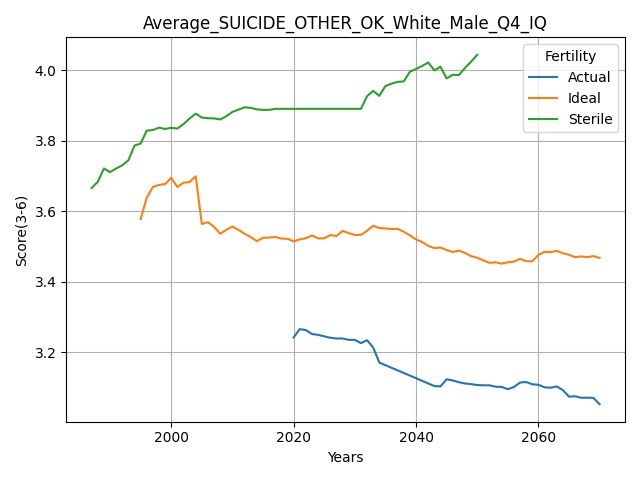 Average_SUICIDE_OTHER_OK_White_Male_Q4_IQ
Fertility
Actual
Ideal
Sterile
Score(3-6)
4.0
3.8
3.6
3.4
3.2
2000 2020 2040 2060
Years